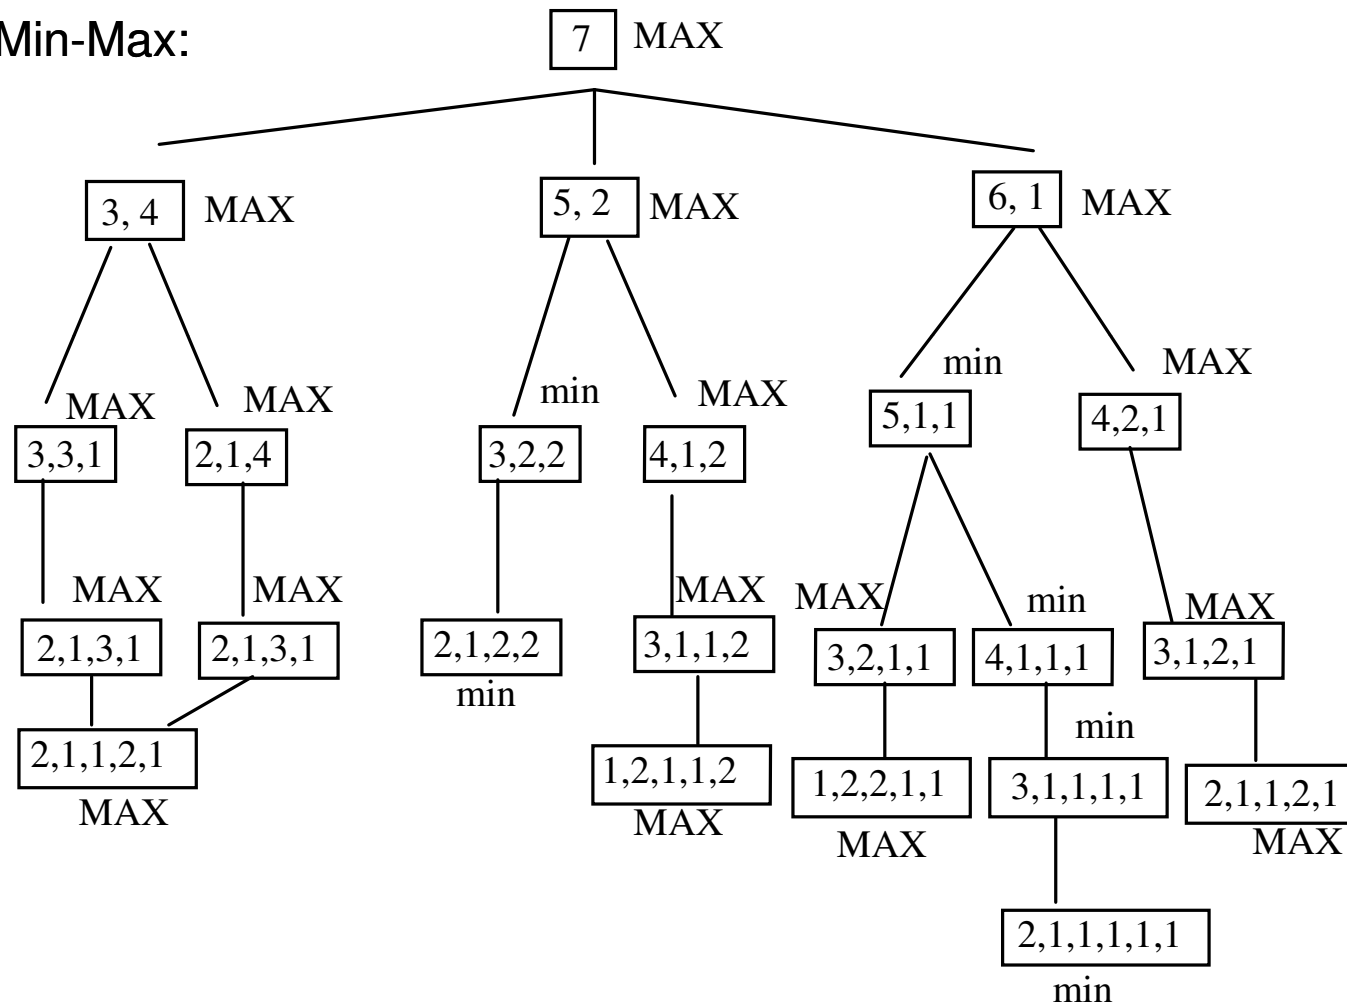 Min-Max:
7 MAX
3, 4 MAX
5, 2 MAX
6, 1 MAX
min MAX
MAX MAX min MAX
5,1,1 4,2,1
3,3,1 2,1,4 3,2,2 4,1,2
MAX MAX MAX MAX min MAX
2,1,3,1 2,1,3,1 2,1,2,2 3,1,1,2 3,2,1,1 4,1,1,1 3,1,2,1
min min
2,1,1,2,1 1,2,1,1,2 1,2,2,1,1 3,1,1,1,1 2,1,1,2,1
MAX MAX MAX MAX
2,1,1,1,1,1
min